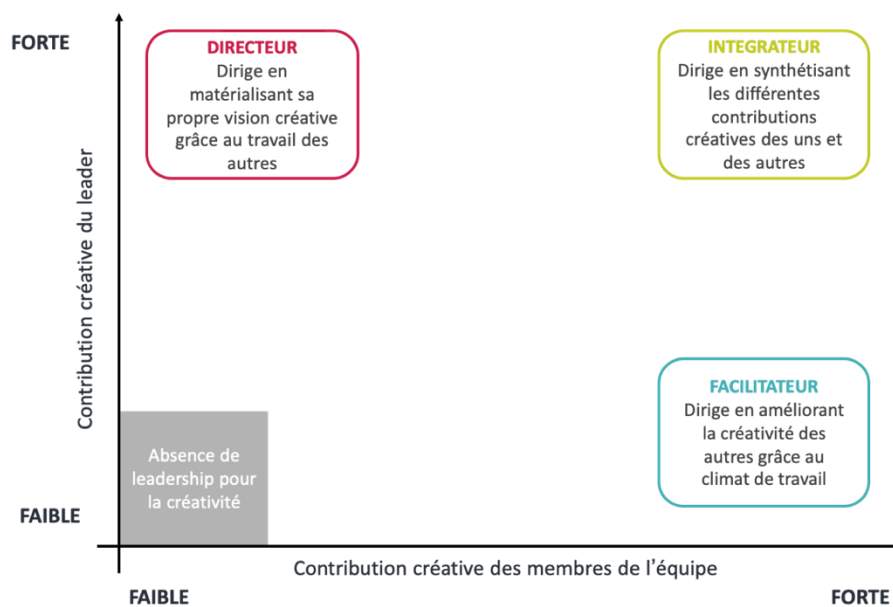 FORTE
DIRECTEUR
Dirige en
matérialisant sa
propre vision créative
grâce au travail des
autres
INTEGRATEUR
Dirige en synthétisant
les différentes
contributions
créatives des uns et
des autres
Contribution créative du leader
FACILITATEUR
Dirige en améliorant
la créativité des
autres grâce au
climat de travail
Absence de
leadership pour
la créativité
FAIBLE
Contribution créative des membres de l'équipe
FAIBLE
FORTE